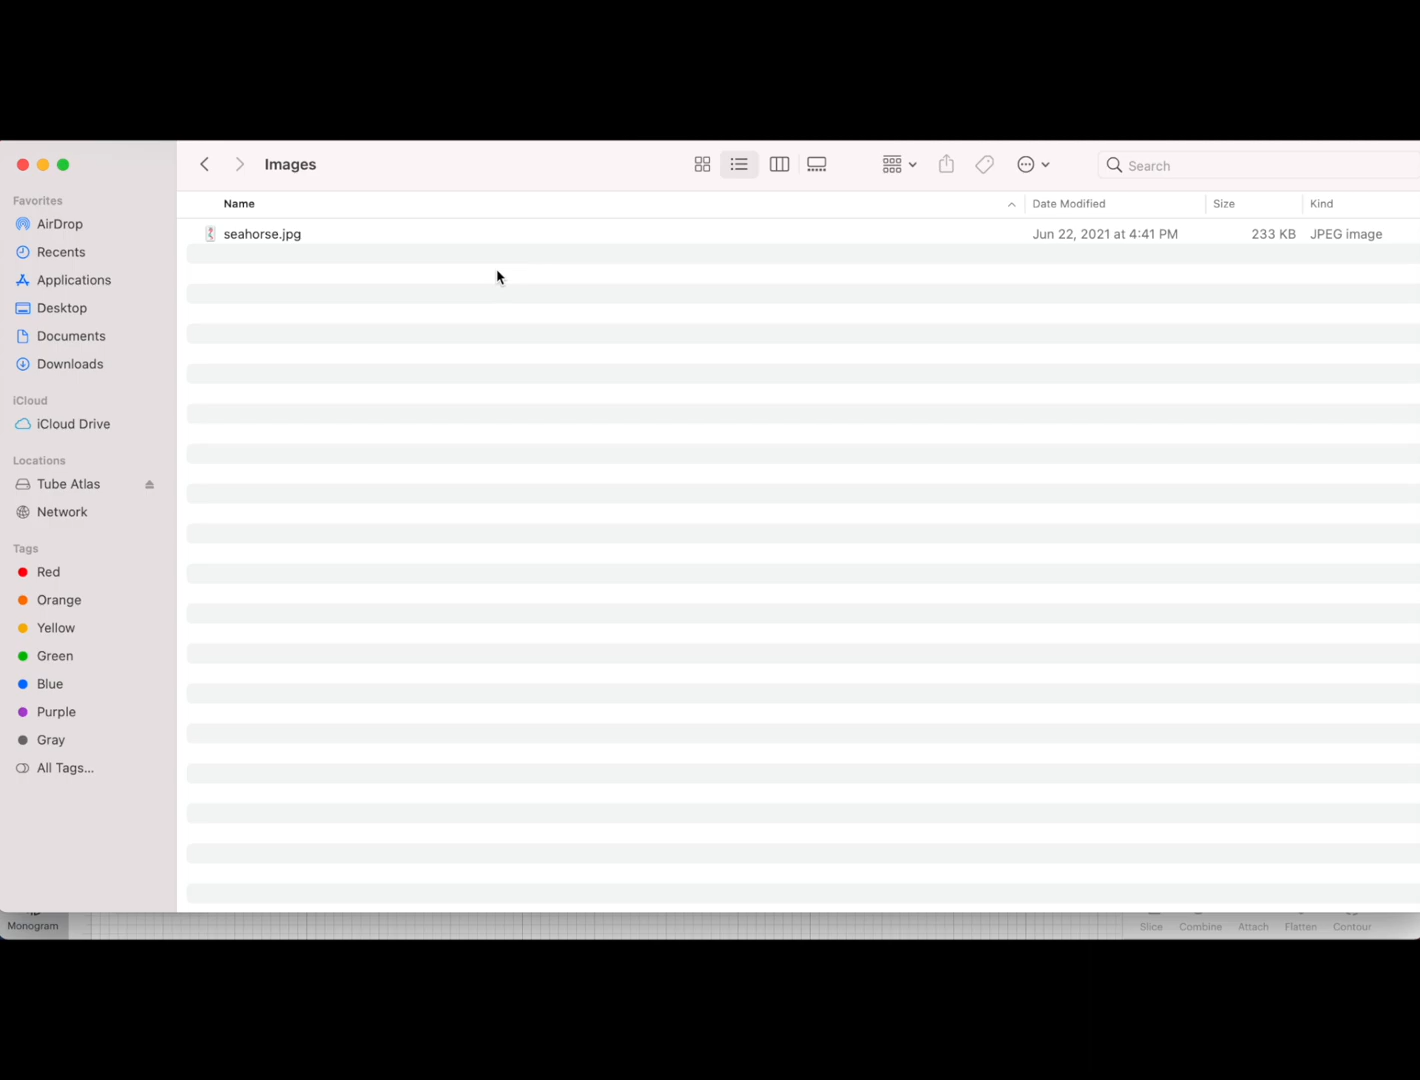 Images
Search
Favorites
AirDrop
Recents
Applications
Desktop
Documents
Downloads
iCloud
iCloud Drive
Locations
Tube Atlas
Network
Tags
Red
Orange
Yellow
Green
Blue
Purple
Gray
All Tags...
Name Date Modified Size Kind
seahorse.jpg Jun 22, 2021 at 4:41 PM 233 KB JPEG image
Monogram
Slice Combine Attach Flatten Contour